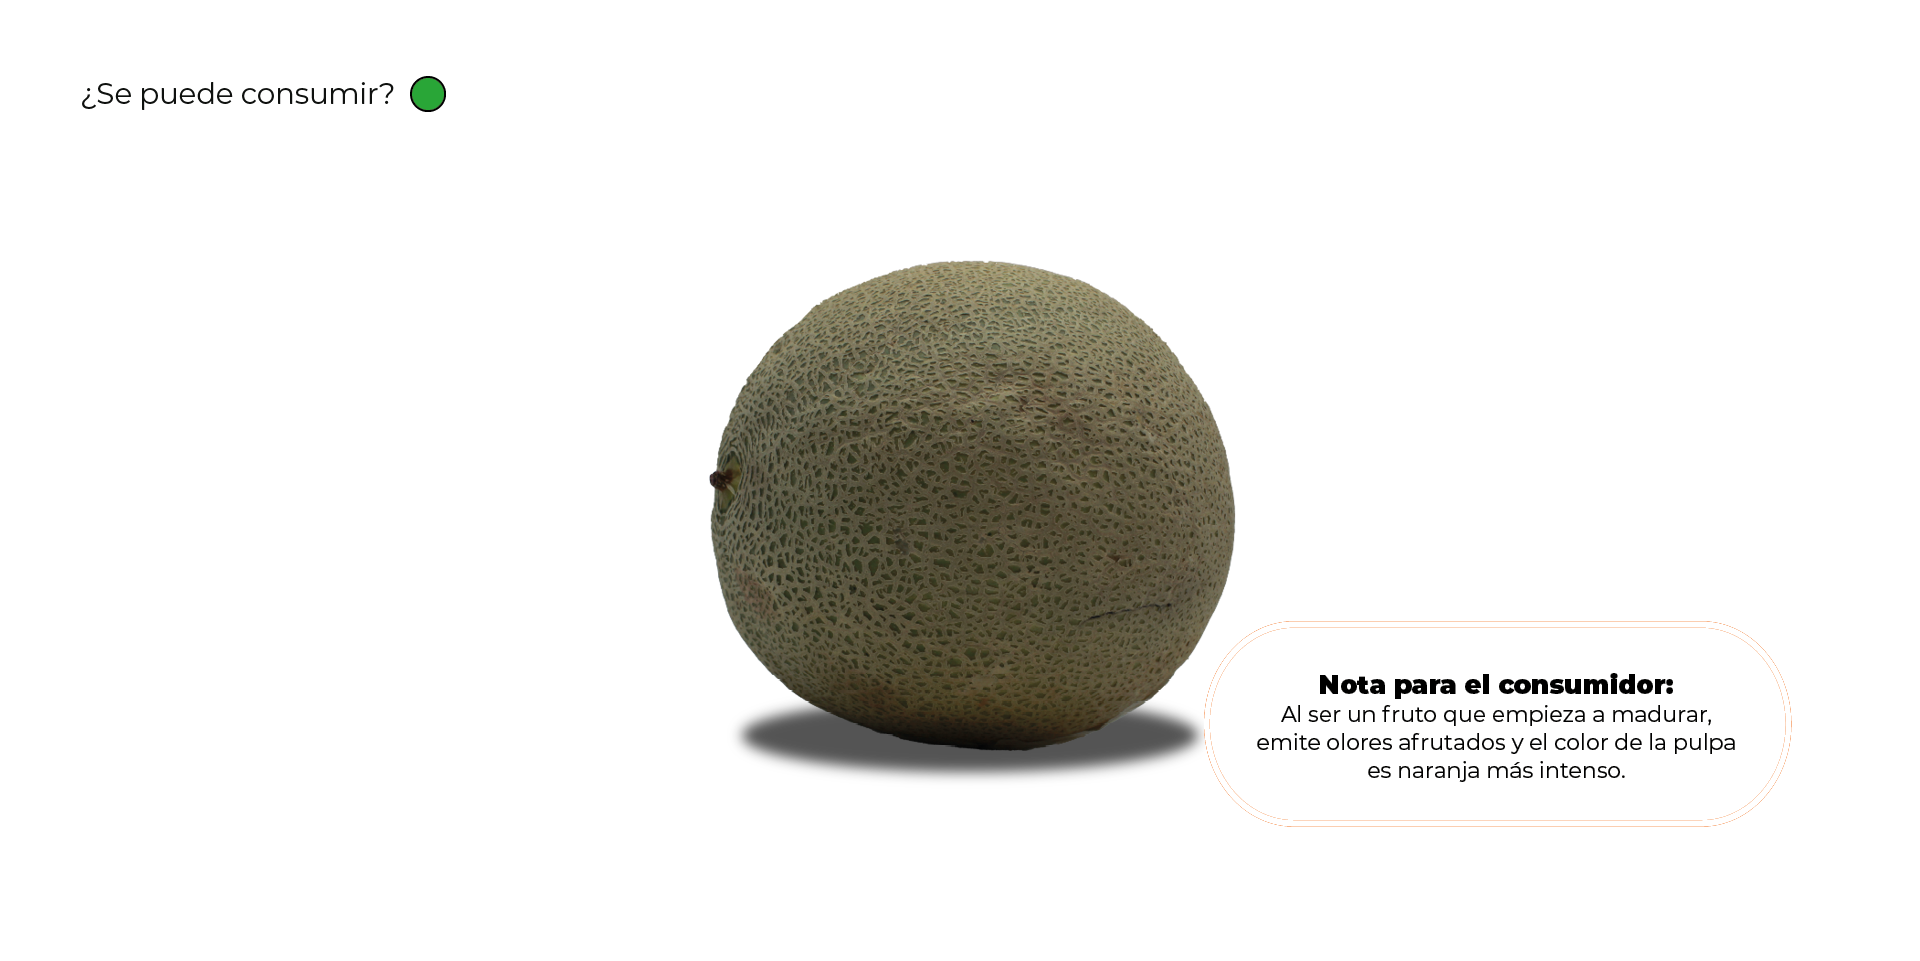 ¿Se puede consumir?
Nota para el consumidor:
Al ser un fruto que empieza a madurar,
emite olores afrutados y el color de la pulpa
es naranja más intenso.